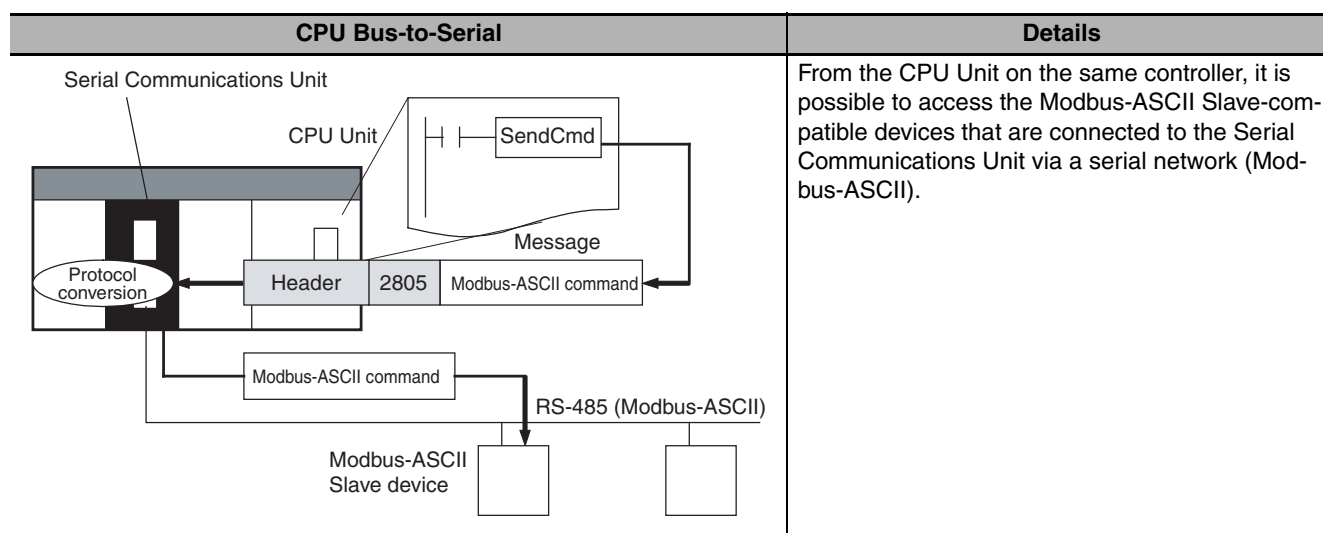 CPU Bus-to-Serial
Details
Serial Communications Unit
CPU Unit
SendCmd
Message
Protocol
conversion
Header
2805
Modbus-ASCII command
Modbus-ASCII command
RS-485 (Modbus-ASCII)
Modbus-ASCII
Slave device
From the CPU Unit on the same controller, it is
possible to access the Modbus-ASCII Slave-com-
patible devices that are connected to the Serial
Communications Unit via a serial network (Mod-
bus-ASCII).